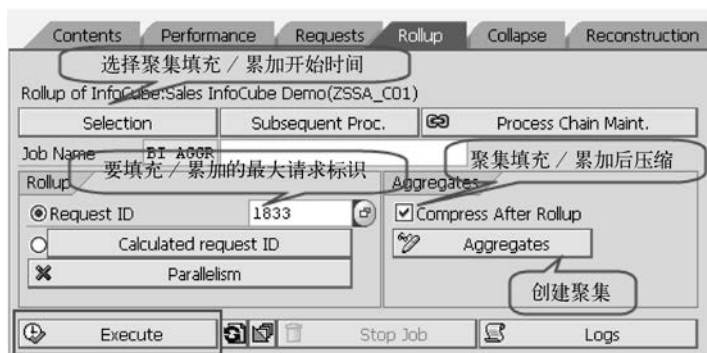 Contents Performance Requests Rollup Collapse Reconstruction
选择聚集填充 / 累加开始时间
Rollup of InfoCube:Sales InfoCube Demo(ZSSA_C01)
Selection Subsequent Proc. Process Chain Maint.
Job Name BI_AGGR
要填充 / 累加的最大请求标识
聚集填充 / 累加后压缩
Rollup Aggregates
Request ID 1833 Compress After Rollup
Calculated request ID Aggregates
Parallelism
创建聚集
Execute Stop Job Logs